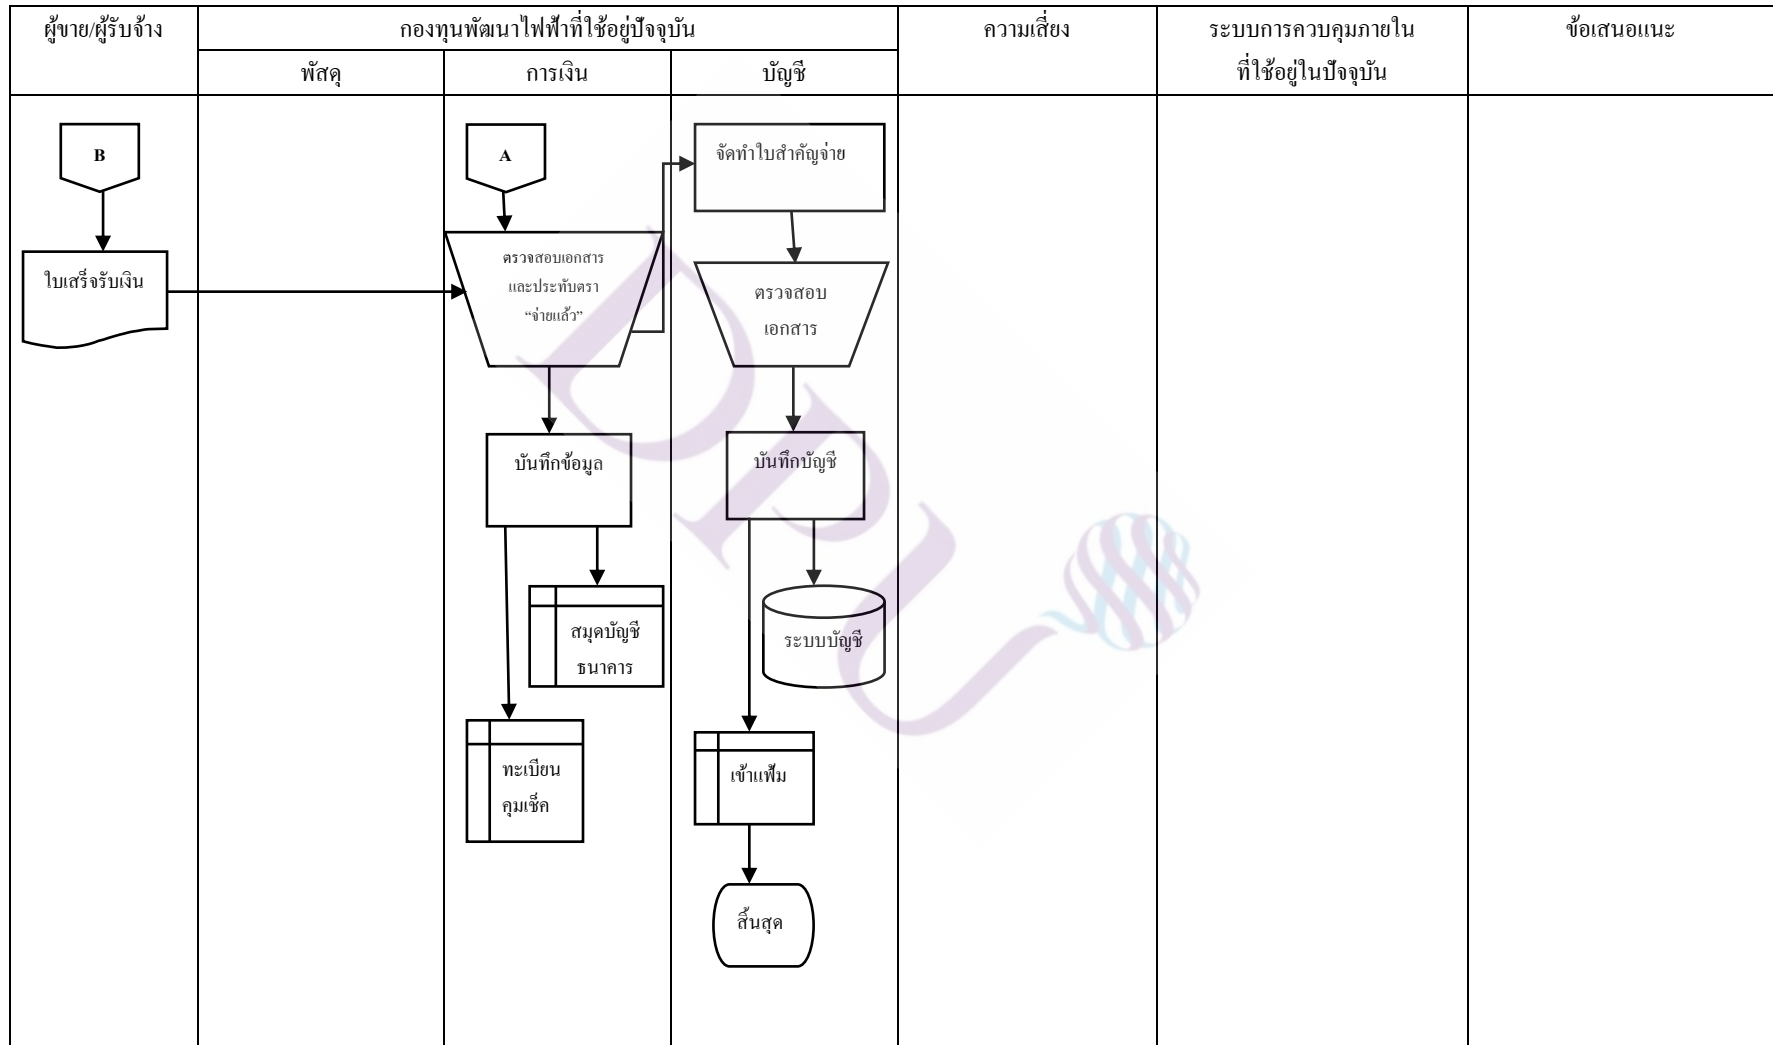 ผู้ขาย/ผู้รับจ้าง
กองทุนพัฒนาไฟฟ้าที่ใช้อยู่ปัจจุบัน
ความเสี่ยง
ระบบการควบคุมภายใน
ที่ใช้อยู่ในปัจจุบัน
ข้อเสนอแนะ
พัสดุ
การเงิน
บัญชี
B
ใบเสร็จรับเงิน
A
ตรวจสอบเอกสาร
และประทับตรา
“จ่ายแล้ว”
บันทึกข้อมูล
สมุดบัญชี
ธนาคาร
ทะเบียน
คุมเช็ค
จัดทำใบสำคัญจ่าย
ตรวจสอบ
เอกสาร
บันทึกบัญชี
ระบบบัญชี
เข้าแฟ้ม
สิ้นสุด
DPU